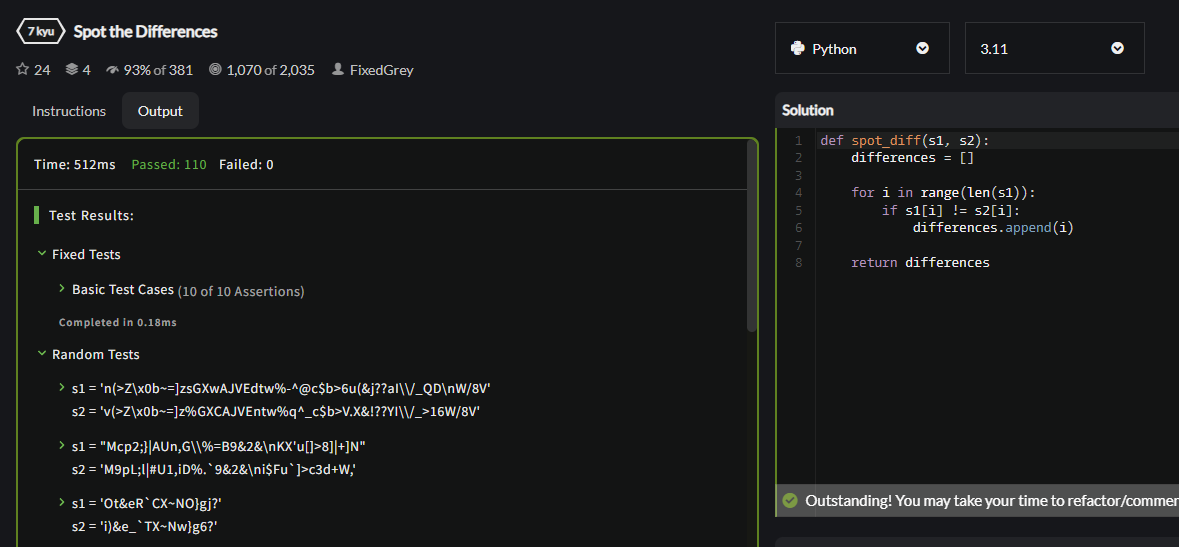 7 kyu Spot the Differences
24 4 93% of 381 1,070 of 2,035 FixedGrey
Instructions Output
Time: 512ms Passed: 110 Failed: 0
Test Results:
Fixed Tests
Basic Test Cases (10 of 10 Assertions)
Completed in 0.18ms
Random Tests
s1 = 'n(>Z\x0b~=]zsGXwAJVEdtw%-^@c$b>6u(&j??aI\\/_QD\nW/8V'
s2 = 'v(>Z\x0b~=]z%GXCAJVEntw%q^_c$b>V.X&!??YI\\/_>16W/8V'
s1 = "Mcp2;}|AUn,G\\%=B9&2&\nKX'u[]>8]|+]N"
s2 = 'M9pL;l|#U1,iD%.`9&2&\ni$Fu`]>c3d+W,'
s1 = 'Ot&eR`CX~NO}gj?'
s2 = 'i)&e_`TX~Nw}g6?'
Python 3.11
Solution
1 def spot_diff(s1, s2):
2     differences = []
3
4     for i in range(len(s1)):
5         if s1[i] != s2[i]:
6             differences.append(i)
7
8     return differences
Outstanding! You may take your time to refactor/commen